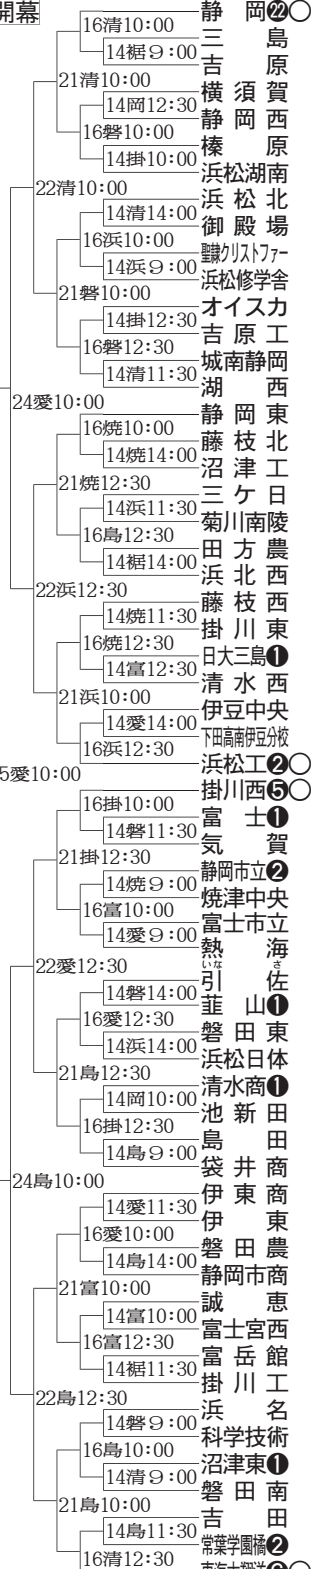 開幕
静岡㉒○
16清10:00
三島
14裾9:00
吉原
21清10:00
横須賀
14岡12:30
静岡西
16磐10:00
榛原
14掛10:00
浜松湖南
22清10:00
浜松北
14清14:00
御殿場
16浜10:00
聖隷クリストファー
14浜9:00
浜松修学舎
21磐10:00
オイスカ
14掛12:30
吉原工
16磐12:30
城南静岡
14清11:30
湖西
24愛10:00
静岡東
16焼10:00
藤枝北
14焼14:00
沼津工
21焼12:30
三ケ日
14浜11:30
菊川南陵
16島12:30
田方農
14裾14:00
浜北西
22浜12:30
藤枝西
14焼11:30
掛川東
16焼12:30
日大三島❶
14富12:30
清水西
21浜10:00
伊豆中央
14愛14:00
下田高南伊豆分校
16浜12:30
浜松工❷○
5愛10:00
掛川西❺○
16掛10:00
富士❶
14磐11:30
気賀
21掛12:30
静岡市立❷
14焼9:00
焼津中央
16富10:00
富士市立
14愛9:00
熱海
22愛12:30
いなさ
引佐
14磐14:00
韮山❶
16愛12:30
磐田東
14浜14:00
浜松日体
21島12:30
清水商❶
14岡10:00
池新田
16掛12:30
島田
14島9:00
袋井商
24島10:00
伊東商
14愛11:30
伊東
16愛10:00
磐田農
14島14:00
静岡市商
21富10:00
誠恵
14富10:00
富士宮西
16富12:30
富岳館
14裾11:30
掛川工
22島12:30
浜名
14磐9:00
科学技術
16島10:00
沼津東❶
14清9:00
磐田南
21島10:00
吉田
14島11:30
常葉学園橘❷
16清12:30